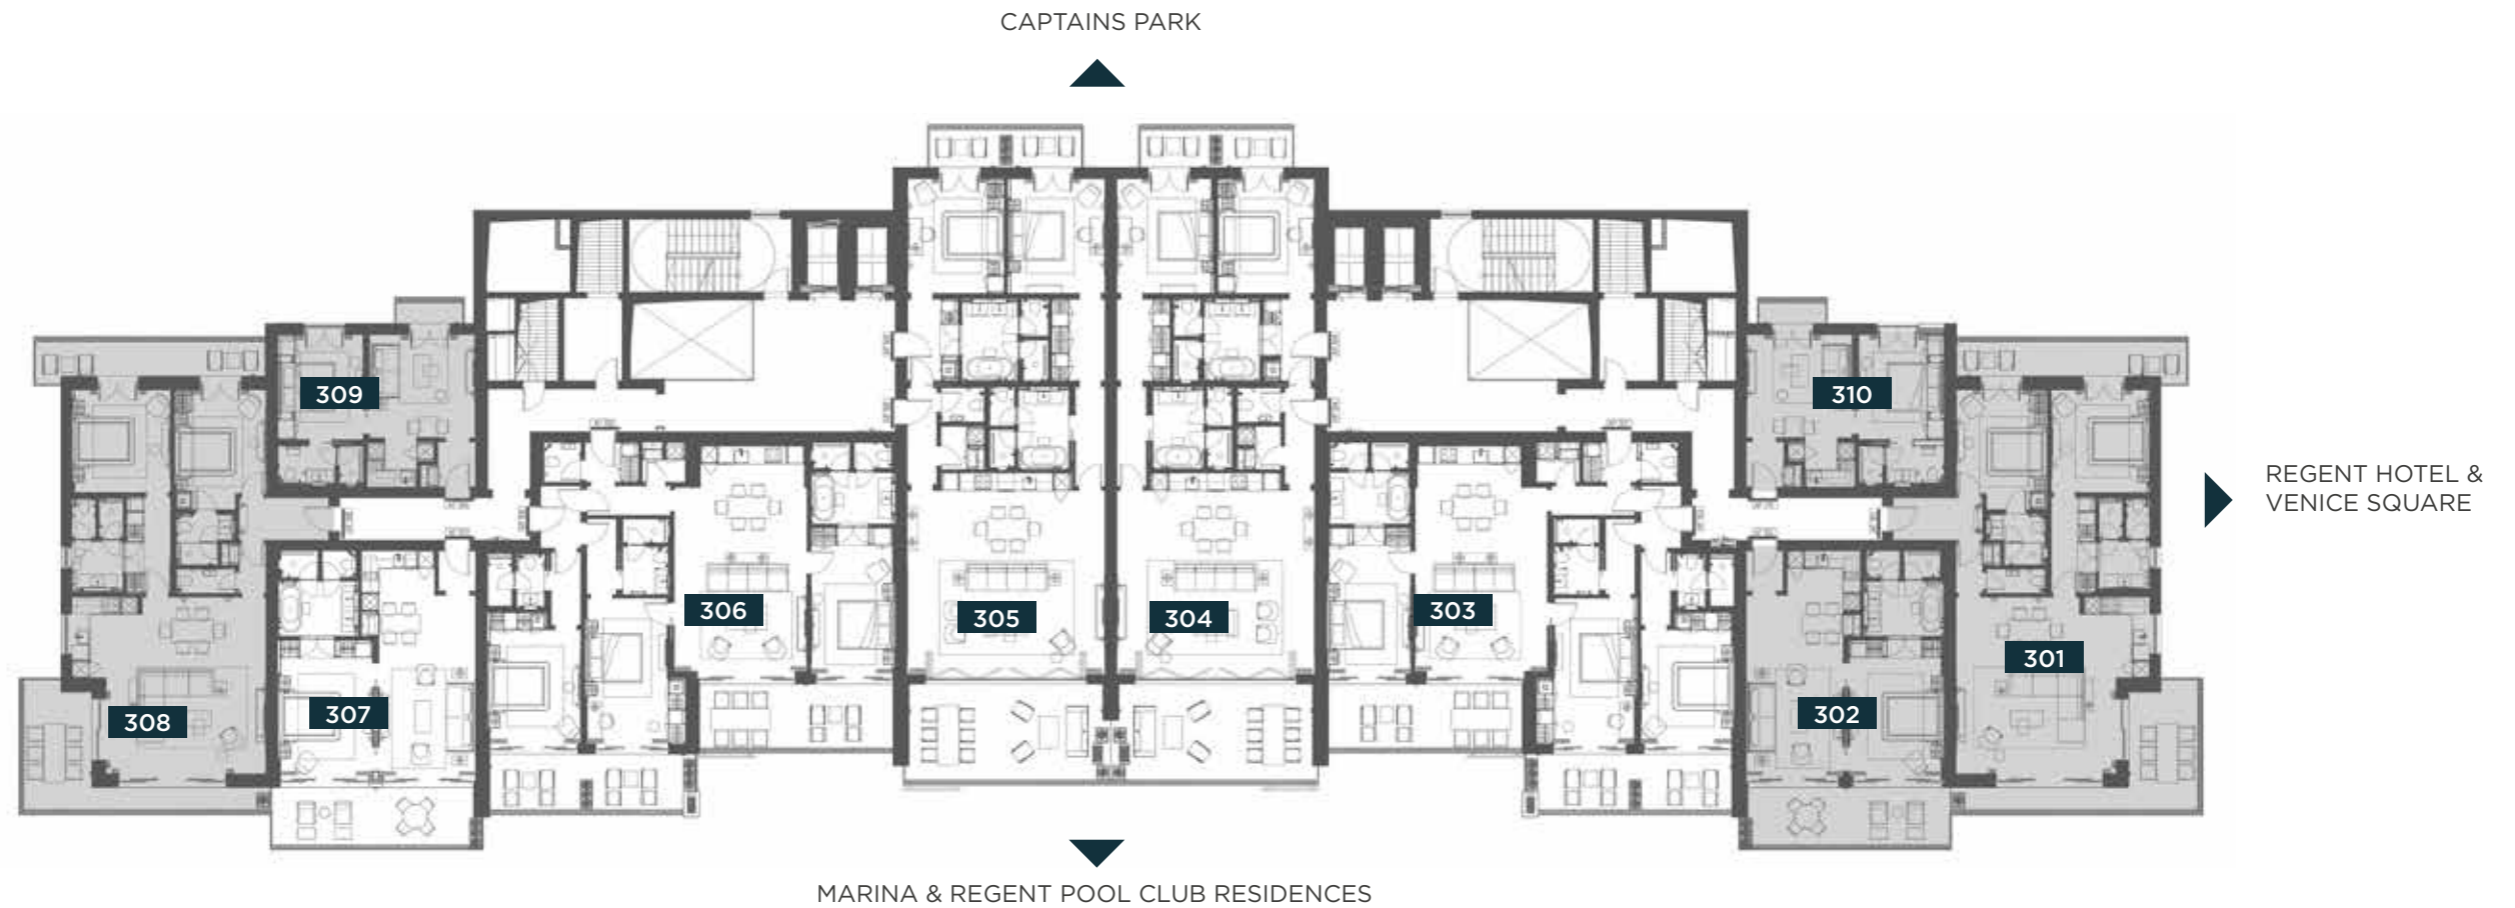 CAPTAINS PARK
309
310
REGENT HOTEL &
VENICE SQUARE
306
305
304
303
301
308
307
302
MARINA & REGENT POOL CLUB RESIDENCES